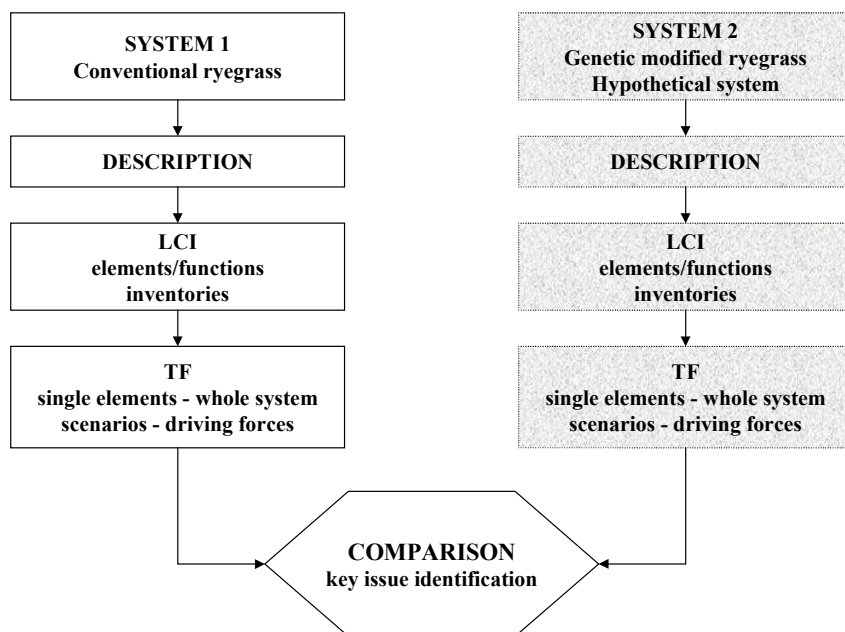 SYSTEM 1
Conventional ryegrass
DESCRIPTION
LCI
elements/functions
inventories
TF
single elements - whole system
scenarios - driving forces
SYSTEM 2
Genetic modified ryegrass
Hypothetical system
DESCRIPTION
LCI
elements/functions
inventories
TF
single elements - whole system
scenarios - driving forces
COMPARISON
key issue identification